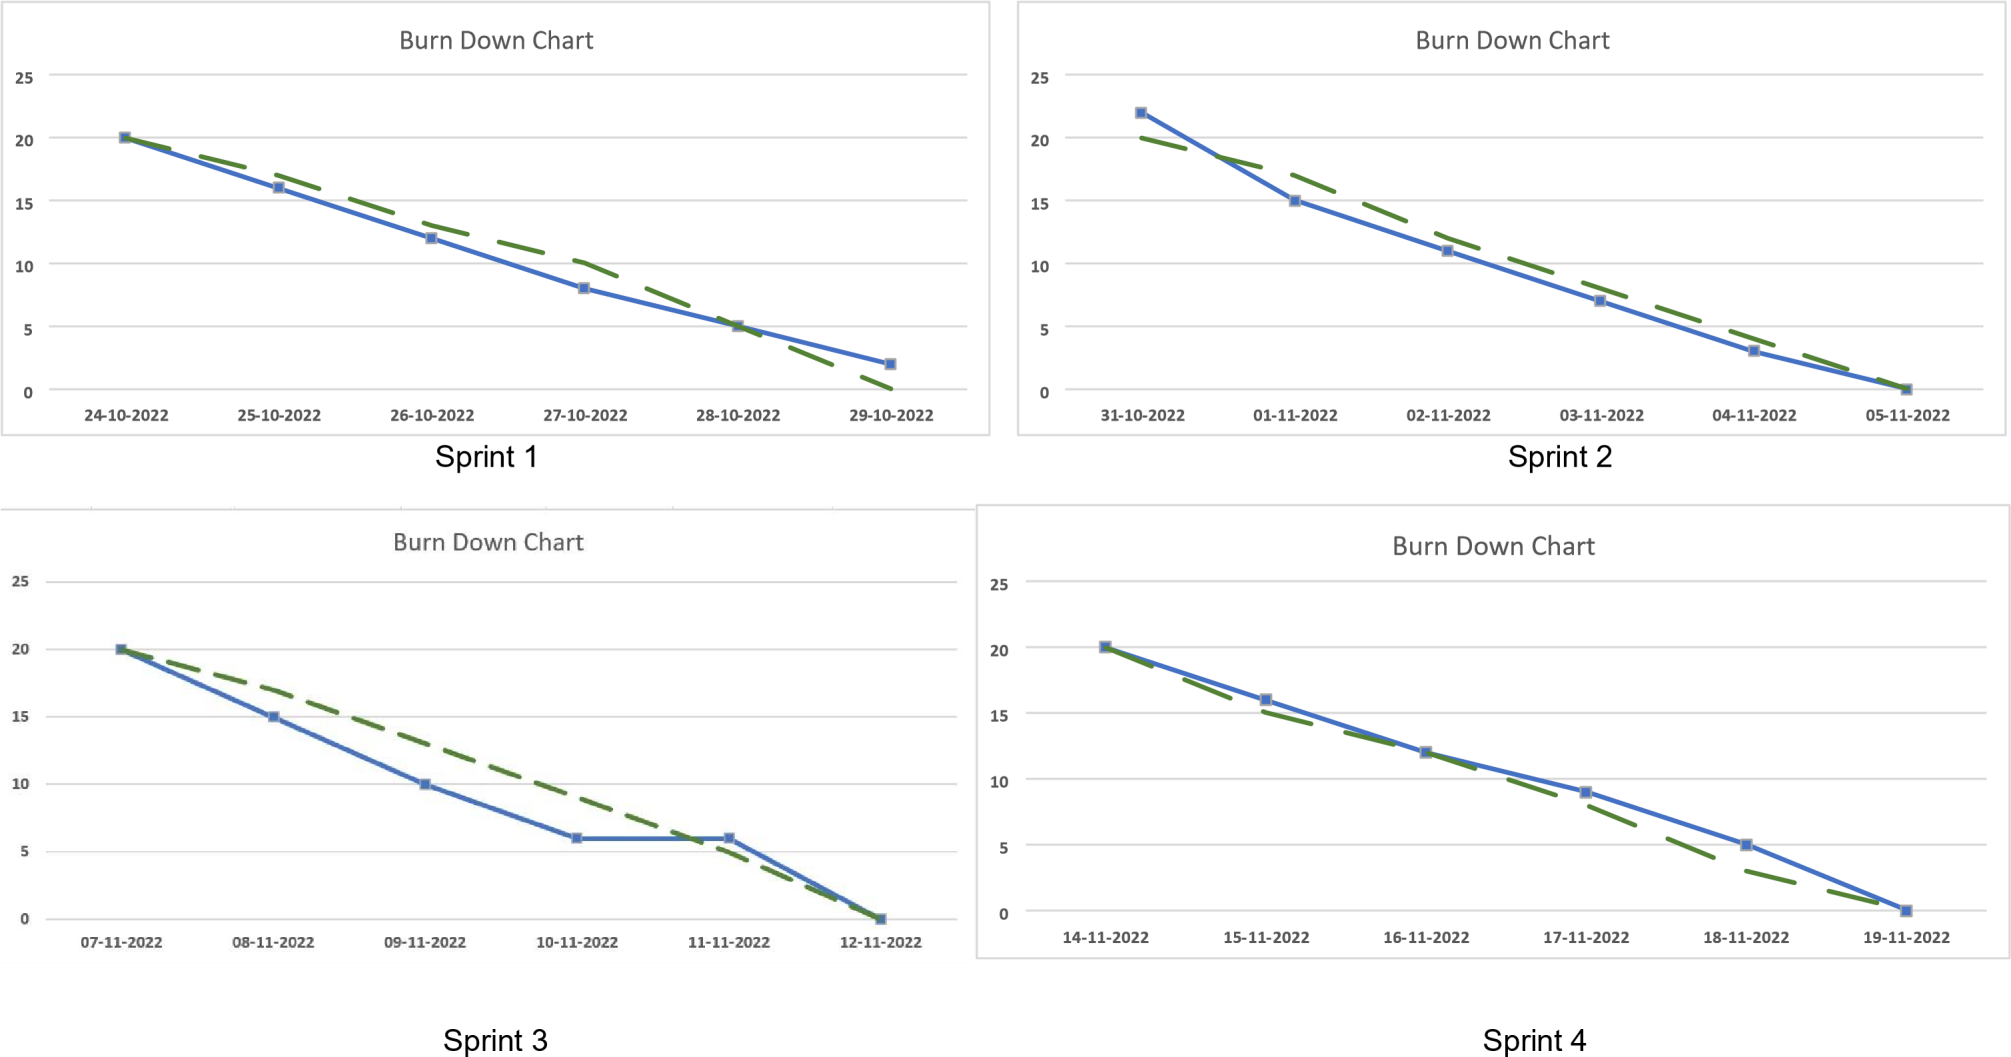 Burn Down Chart
25
20
15
10
5
0
24-10-2022 25-10-2022 26-10-2022 27-10-2022 28-10-2022 29-10-2022
Sprint 1
Burn Down Chart
25
20
15
10
5
0
31-10-2022 01-11-2022 02-11-2022 03-11-2022 04-11-2022 05-11-2022
Sprint 2
Burn Down Chart
25
20
15
10
5
0
07-11-2022 08-11-2022 09-11-2022 10-11-2022 11-11-2022 12-11-2022
Sprint 3
Burn Down Chart
25
20
15
10
5
0
14-11-2022 15-11-2022 16-11-2022 17-11-2022 18-11-2022 19-11-2022
Sprint 4